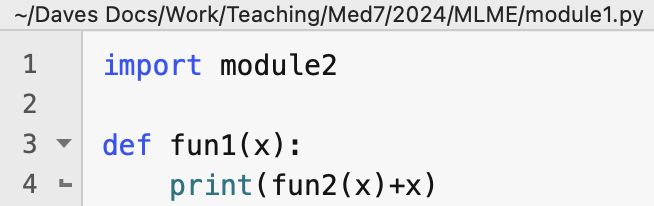 ~/Daves Docs/Work/Teaching/Med7/2024/MLME/module1.py
1 import module2
2
3 def fun1(x):
4     print(fun2(x)+x)